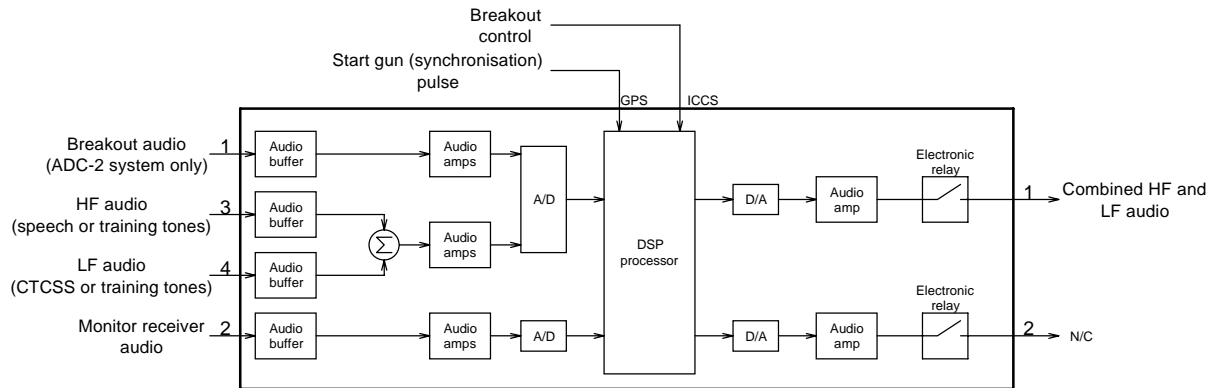 Breakout
control
Start gun (synchronisation)
pulse
GPS
ICCS
Breakout audio
(ADC-2 system only)
1
Audio
buffer
Audio
amps
HF audio
(speech or training tones)
3
Audio
buffer
Σ
Audio
amps
A/D
LF audio
(CTCSS or training tones)
4
Audio
buffer
Monitor receiver
audio
2
Audio
buffer
Audio
amps
A/D
DSP
processor
D/A
Audio
amp
Electronic
relay
1
Combined HF and
LF audio
D/A
Audio
amp
Electronic
relay
2
N/C